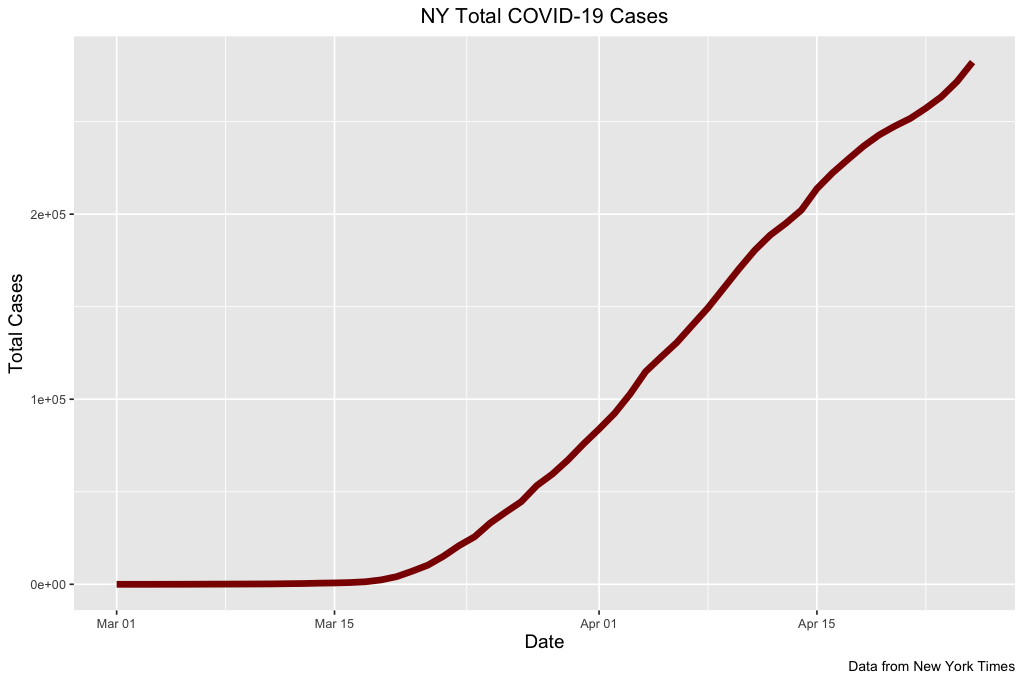 NY Total COVID-19 Cases
Total Cases
2e+05
1e+05
0e+00
Mar 01
Mar 15
Apr 01
Apr 15
Date
Data from New York Times